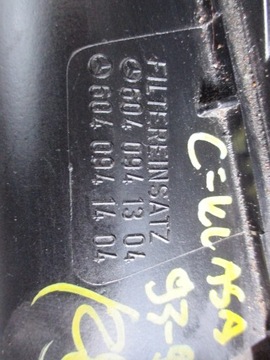 FILTEREINSATZ
604 094 13 04
604 094 14 04
C-KLASA
93-